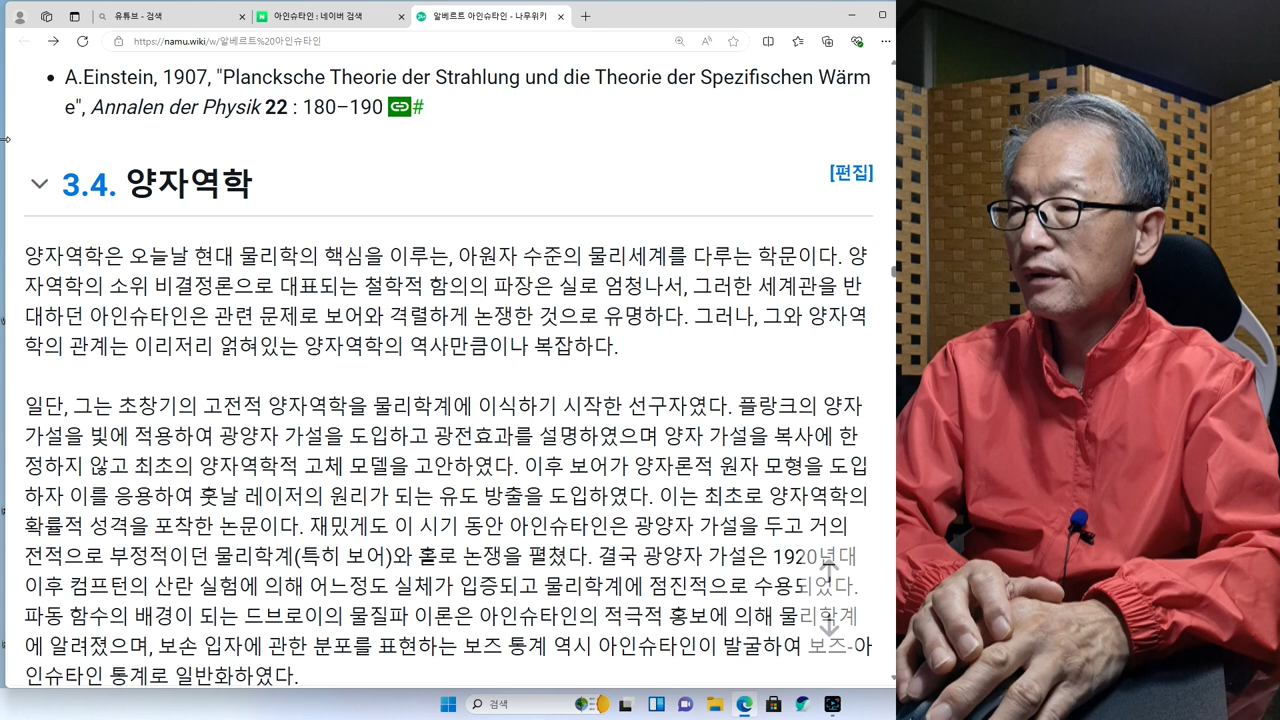 유튜브 - 검색
아인슈타인 : 네이버 검색
알베르트 아인슈타인 - 나무위키
https://namu.wiki/w/알베르트%20아인슈타인
• A.Einstein, 1907, "Plancksche Theorie der Strahlung und die Theorie der Spezifischen Wärm
e", Annalen der Physik 22 : 180–190 #
3.4. 양자역학
[편집]
양자역학은 오늘날 현대 물리학의 핵심을 이루는, 아원자 수준의 물리세계를 다루는 학문이다. 양
자역학의 소위 비결정론으로 대표되는 철학적 함의의 파장은 실로 엄청나서, 그러한 세계관을 반
대하던 아인슈타인은 관련 문제로 보어와 격렬하게 논쟁한 것으로 유명하다. 그러나, 그와 양자역
학의 관계는 이리저리 얽혀있는 양자역학의 역사만큼이나 복잡하다.
일단, 그는 초창기의 고전적 양자역학을 물리학계에 이식하기 시작한 선구자였다. 플랑크의 양자
가설을 빛에 적용하여 광양자 가설을 도입하고 광전효과를 설명하였으며 양자 가설을 복사에 한
정하지 않고 최초의 양자역학적 고체 모델을 고안하였다. 이후 보어가 양자론적 원자 모형을 도입
하자 이를 응용하여 훗날 레이저의 원리가 되는 유도 방출을 도입하였다. 이는 최초로 양자역학의
확률적 성격을 포착한 논문이다. 재밌게도 이 시기 동안 아인슈타인은 광양자 가설을 두고 거의
전적으로 부정적이던 물리학계(특히 보어)와 홀로 논쟁을 펼쳤다. 결국 광양자 가설은 1920년대
이후 컴프턴의 산란 실험에 의해 어느정도 실체가 입증되고 물리학계에 점진적으로 수용되었다.
파동 함수의 배경이 되는 드브로이의 물질파 이론은 아인슈타인의 적극적 홍보에 의해 물리학계
에 알려졌으며, 보손 입자에 관한 분포를 표현하는 보즈 통계 역시 아인슈타인이 발굴하여 보즈-아
인슈타인 통계로 일반화하였다.
검색